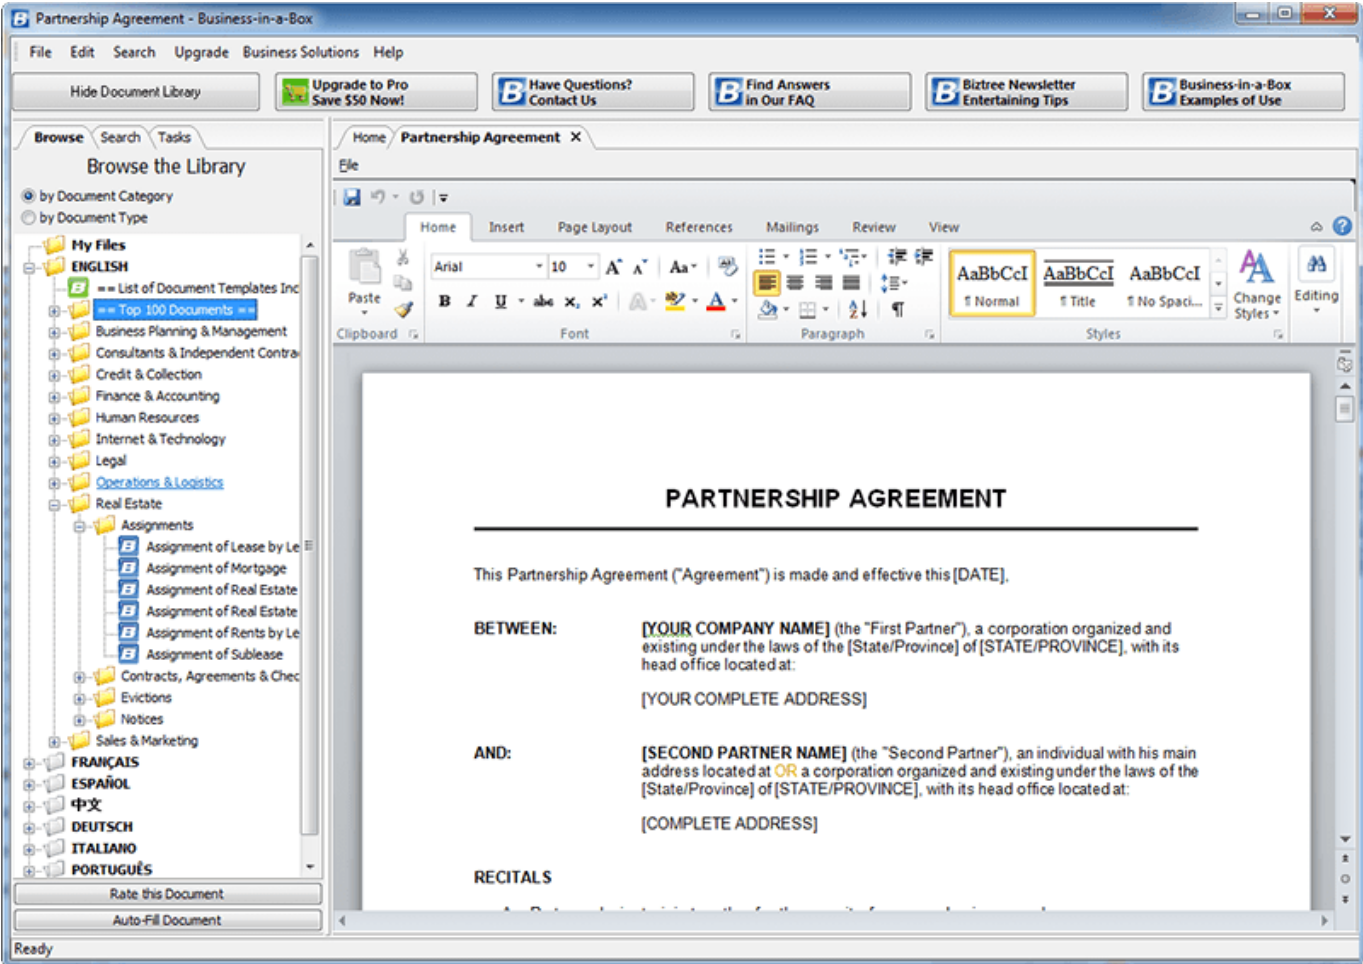 Partnership Agreement - Business-in-a-Box
File Edit Search Upgrade Business Solutions Help
Hide Document Library
Upgrade to Pro
Save $50 Now!
Have Questions?
Contact Us
Find Answers
in Our FAQ
Biztree Newsletter
Entertaining Tips
Business-in-a-Box
Examples of Use
Browse Search Tasks
Browse the Library
by Document Category
by Document Type
My Files
ENGLISH
== List of Document Templates Inc
== Top 100 Documents ==
Business Planning & Management
Consultants & Independent Contra
Credit & Collection
Finance & Accounting
Human Resources
Internet & Technology
Legal
Operations & Logistics
Real Estate
Assignments
Assignment of Lease by Le
Assignment of Mortgage
Assignment of Real Estate
Assignment of Real Estate
Assignment of Rents by Le
Assignment of Sublease
Contracts, Agreements & Chec
Evictions
Notices
Sales & Marketing
FRANÇAIS
ESPAÑOL
中文
DEUTSCH
ITALIANO
PORTUGUÊS
Rate this Document
Auto-Fill Document
Ready
Home Partnership Agreement X
File
Home Insert Page Layout References Mailings Review View
Paste
Clipboard
Arial 10
Font
Paragraph
AaBbCcI AaBbCcI AaBbCcI
¶ Normal ¶ Title ¶ No Spaci...
Styles
Change
Styles
Editing
PARTNERSHIP AGREEMENT
This Partnership Agreement ("Agreement") is made and effective this [DATE],
BETWEEN: [YOUR COMPANY NAME] (the "First Partner"), a corporation organized and
existing under the laws of the [State/Province] of [STATE/PROVINCE], with its
head office located at:
[YOUR COMPLETE ADDRESS]
AND: [SECOND PARTNER NAME] (the "Second Partner"), an individual with his main
address located at OR a corporation organized and existing under the laws of the
[State/Province] of [STATE/PROVINCE], with its head office located at:
[COMPLETE ADDRESS]
RECITALS